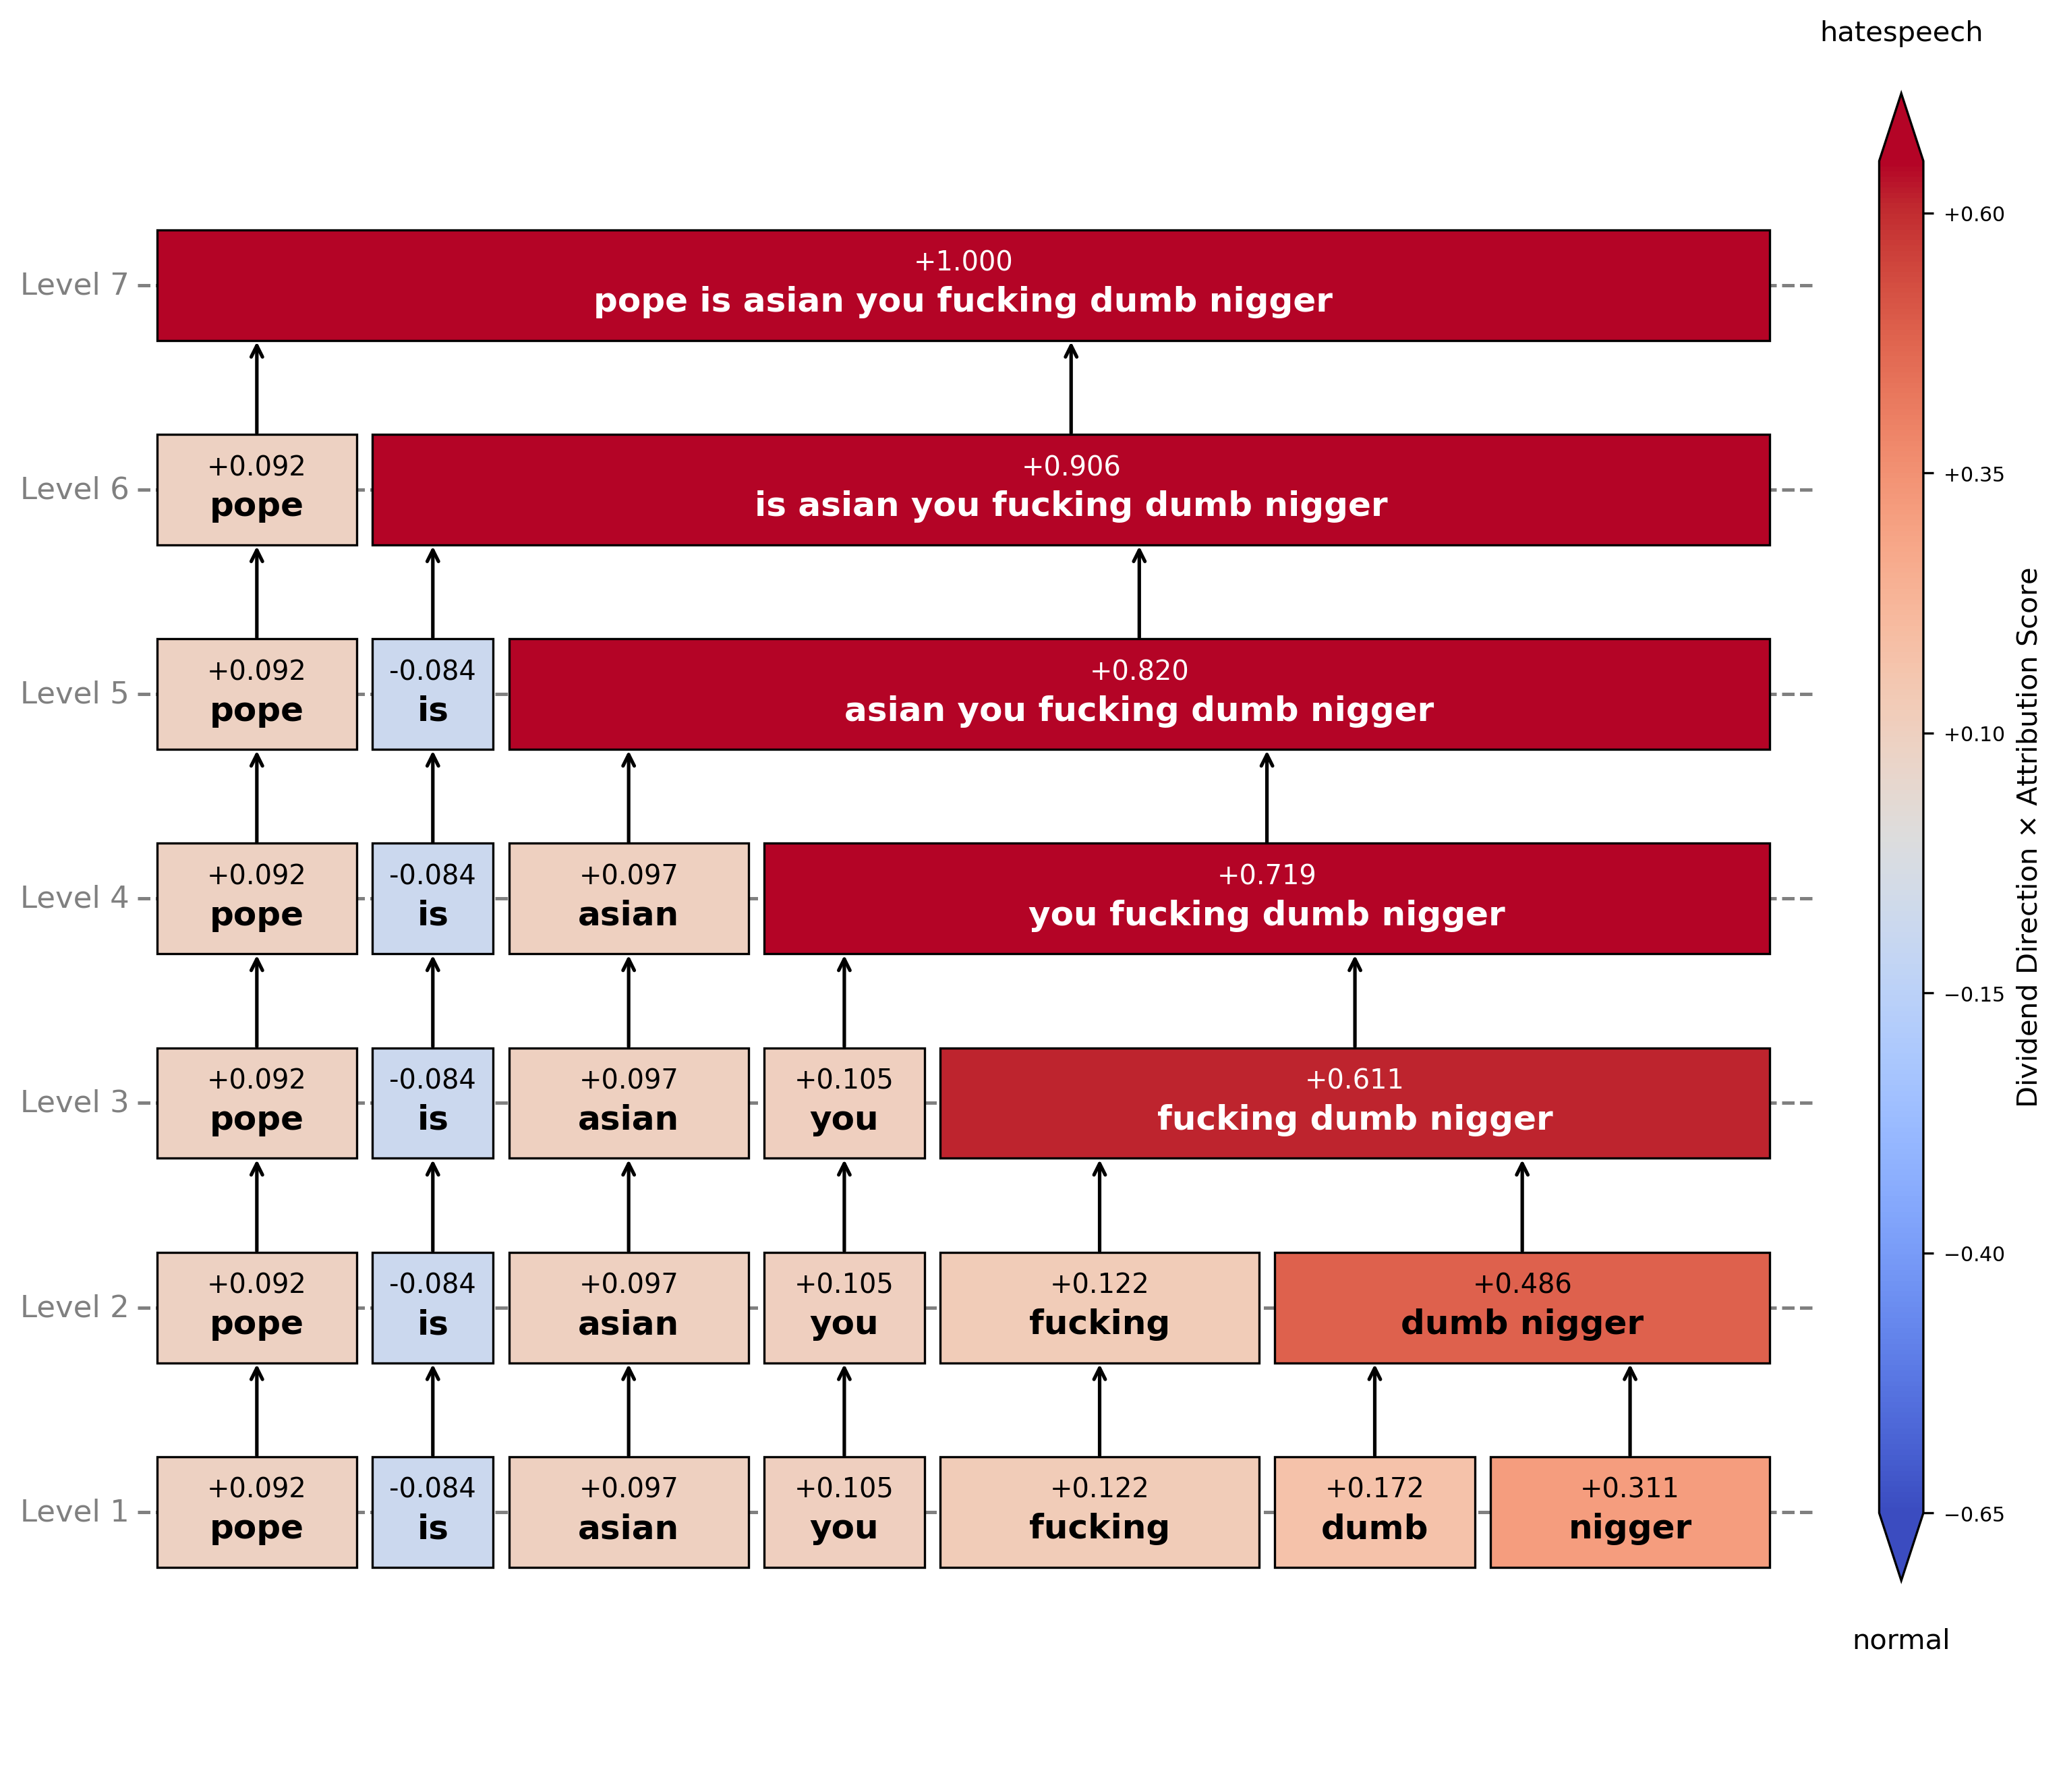 hatespeech
Level 7
+1.000
pope is asian you fucking dumb nigger
Level 6
+0.092
pope
+0.906
is asian you fucking dumb nigger
Level 5
+0.092
pope
-0.084
is
+0.820
asian you fucking dumb nigger
Level 4
+0.092
pope
-0.084
is
+0.097
asian
+0.719
you fucking dumb nigger
Level 3
+0.092
pope
-0.084
is
+0.097
asian
+0.105
you
+0.611
fucking dumb nigger
Level 2
+0.092
pope
-0.084
is
+0.097
asian
+0.105
you
+0.122
fucking
+0.486
dumb nigger
Level 1
+0.092
pope
-0.084
is
+0.097
asian
+0.105
you
+0.122
fucking
+0.172
dumb
+0.311
nigger
+0.60
+0.35
+0.10
−0.15
−0.40
−0.65
Dividend Direction × Attribution Score
normal